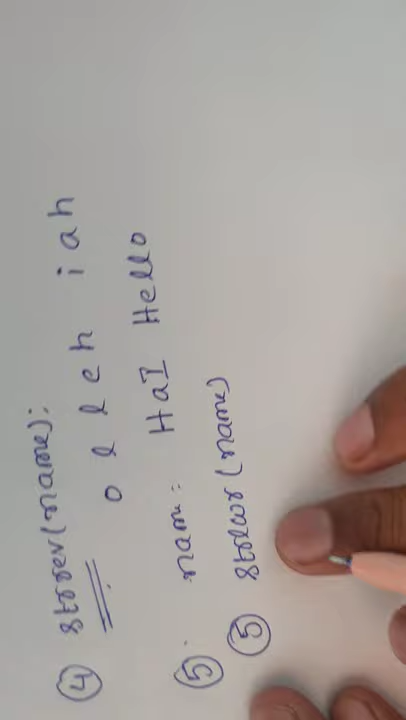 ④ strrev(name):
o l l e h i a h
⑤. name: HaI Hello
⑤ strlwr(name)